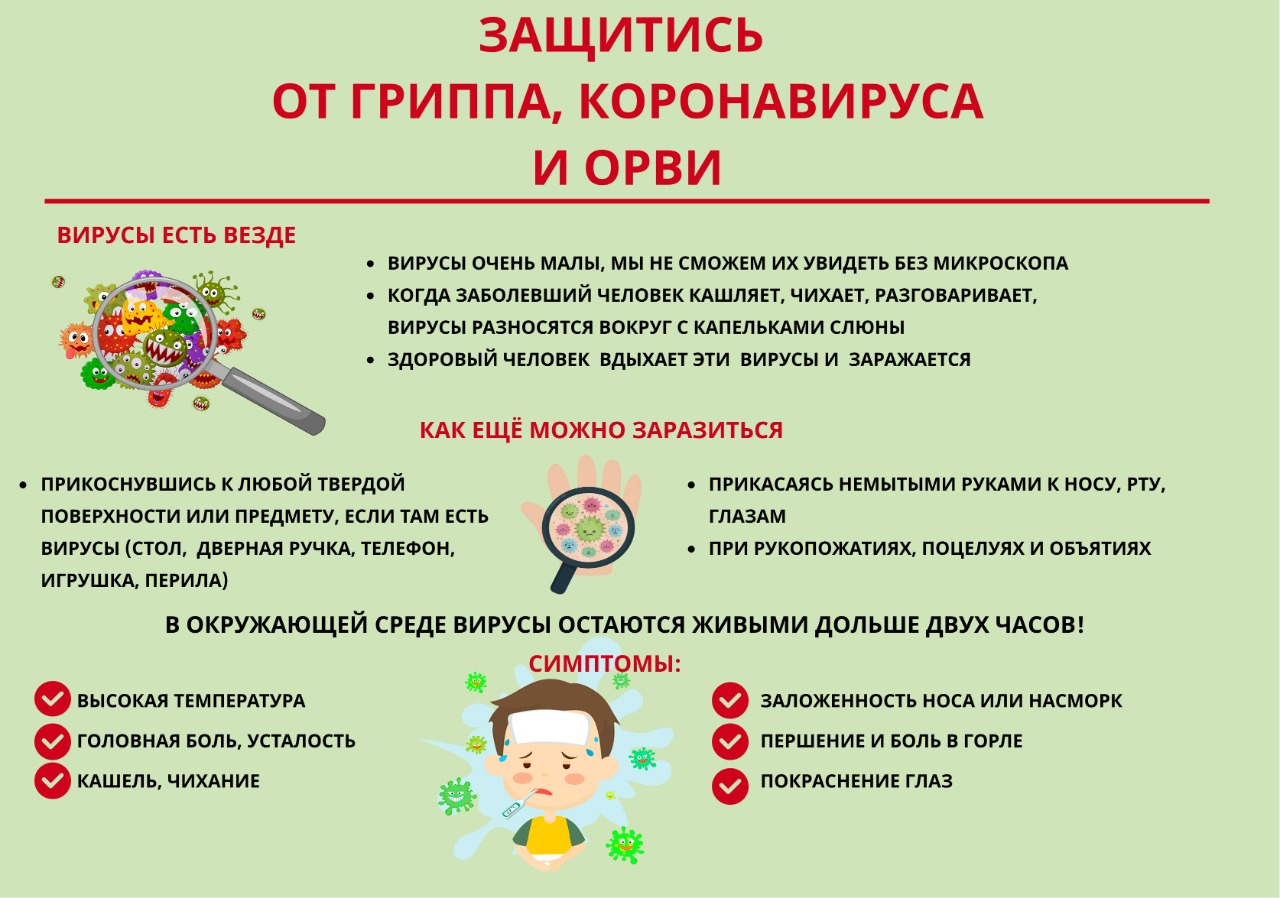 ЗАЩИТИСЬ
ОТ ГРИППА, КОРОНАВИРУСА
И ОРВИ
ВИРУСЫ ЕСТЬ ВЕЗДЕ
• ВИРУСЫ ОЧЕНЬ МАЛЫ, МЫ НЕ СМОЖЕМ ИХ УВИДЕТЬ БЕЗ МИКРОСКОПА
• КОГДА ЗАБОЛЕВШИЙ ЧЕЛОВЕК КАШЛЯЕТ, ЧИХАЕТ, РАЗГОВАРИВАЕТ,
ВИРУСЫ РАЗНОСЯТСЯ ВОКРУГ С КАПЕЛЬКАМИ СЛЮНЫ
• ЗДОРОВЫЙ ЧЕЛОВЕК ВДЫХАЕТ ЭТИ ВИРУСЫ И ЗАРАЖАЕТСЯ
КАК ЕЩЁ МОЖНО ЗАРАЗИТЬСЯ
• ПРИКОСНУВШИСЬ К ЛЮБОЙ ТВЕРДОЙ
ПОВЕРХНОСТИ ИЛИ ПРЕДМЕТУ, ЕСЛИ ТАМ ЕСТЬ
ВИРУСЫ (СТОЛ, ДВЕРНАЯ РУЧКА, ТЕЛЕФОН,
ИГРУШКА, ПЕРИЛА)
• ПРИКАСАЯСЬ НЕМЫТЫМИ РУКАМИ К НОСУ, РТУ,
ГЛАЗАМ
• ПРИ РУКОПОЖАТИЯХ, ПОЦЕЛУЯХ И ОБЪЯТИЯХ
В ОКРУЖАЮЩЕЙ СРЕДЕ ВИРУСЫ ОСТАЮТСЯ ЖИВЫМИ ДОЛЬШЕ ДВУХ ЧАСОВ!
СИМПТОМЫ:
ВЫСОКАЯ ТЕМПЕРАТУРА
ГОЛОВНАЯ БОЛЬ, УСТАЛОСТЬ
КАШЕЛЬ, ЧИХАНИЕ
ЗАЛОЖЕННОСТЬ НОСА ИЛИ НАСМОРК
ПЕРШЕНИЕ И БОЛЬ В ГОРЛЕ
ПОКРАСНЕНИЕ ГЛАЗ